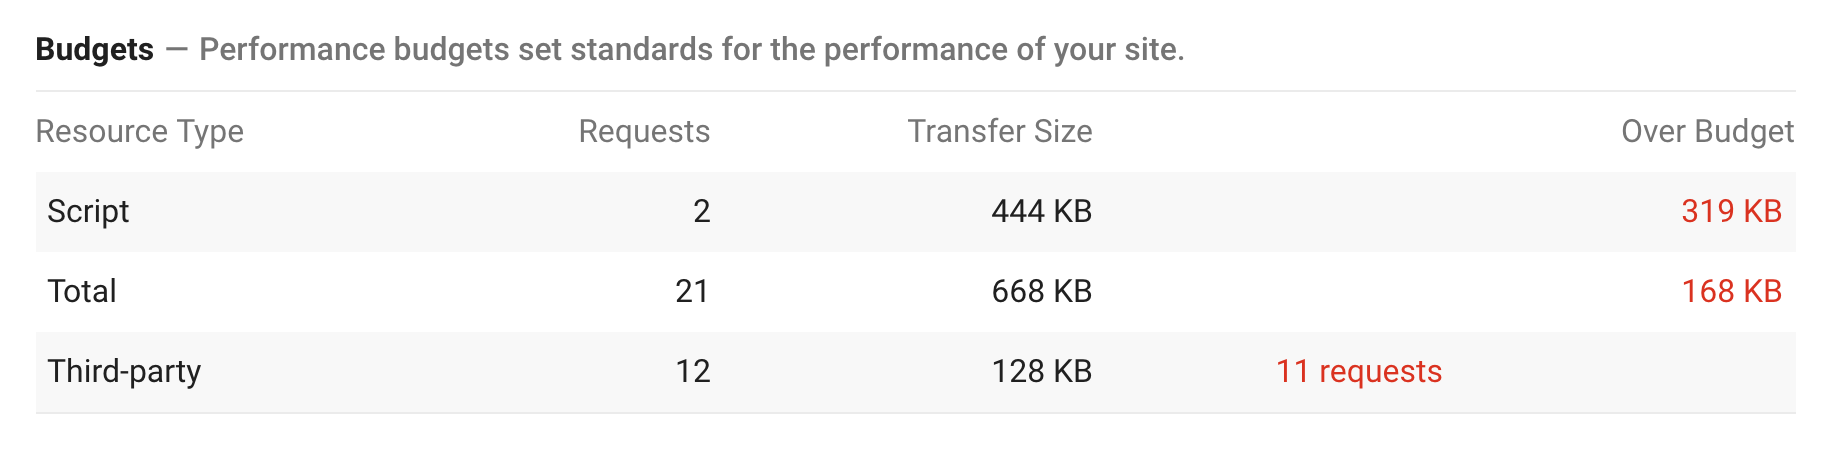 Budgets — Performance budgets set standards for the performance of your site.
Resource Type Requests Transfer Size Over Budget
Script 2 444 KB 319 KB
Total 21 668 KB 168 KB
Third-party 12 128 KB 11 requests